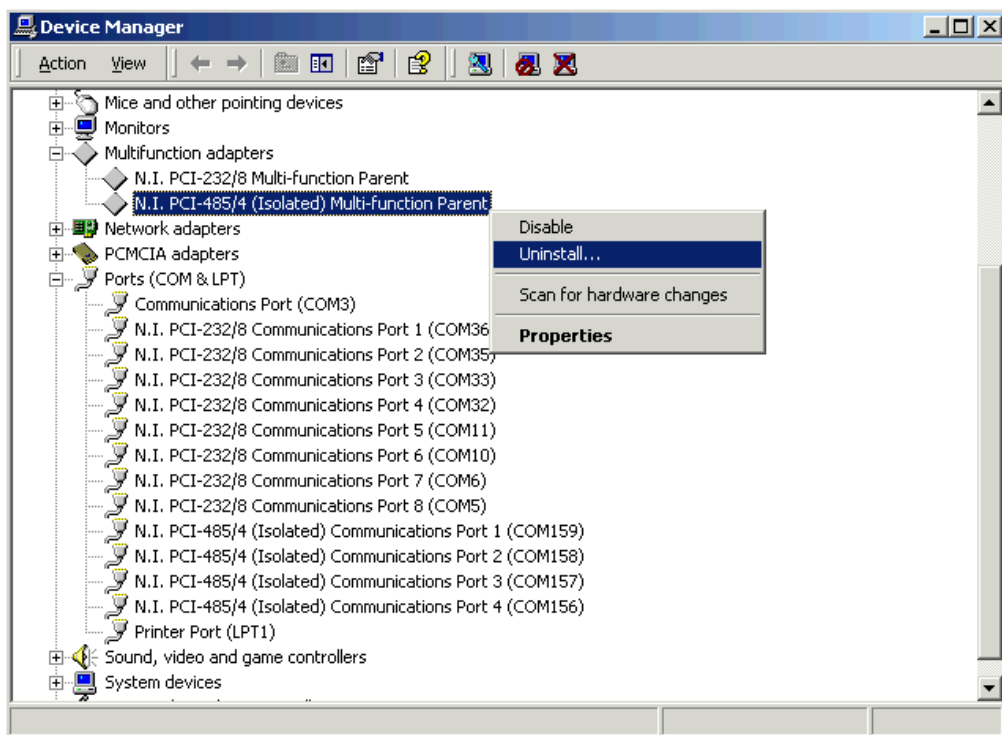 Device Manager
Action View
Mice and other pointing devices
Monitors
Multifunction adapters
N.I. PCI-232/8 Multi-function Parent
N.I. PCI-485/4 (Isolated) Multi-function Parent
Disable
Network adapters
Uninstall...
PCMCIA adapters
Ports (COM & LPT)
Scan for hardware changes
Communications Port (COM3)
N.I. PCI-232/8 Communications Port 1 (COM36
Properties
N.I. PCI-232/8 Communications Port 2 (COM35)
N.I. PCI-232/8 Communications Port 3 (COM33)
N.I. PCI-232/8 Communications Port 4 (COM32)
N.I. PCI-232/8 Communications Port 5 (COM11)
N.I. PCI-232/8 Communications Port 6 (COM10)
N.I. PCI-232/8 Communications Port 7 (COM6)
N.I. PCI-232/8 Communications Port 8 (COM5)
N.I. PCI-485/4 (Isolated) Communications Port 1 (COM159)
N.I. PCI-485/4 (Isolated) Communications Port 2 (COM158)
N.I. PCI-485/4 (Isolated) Communications Port 3 (COM157)
N.I. PCI-485/4 (Isolated) Communications Port 4 (COM156)
Printer Port (LPT1)
Sound, video and game controllers
System devices